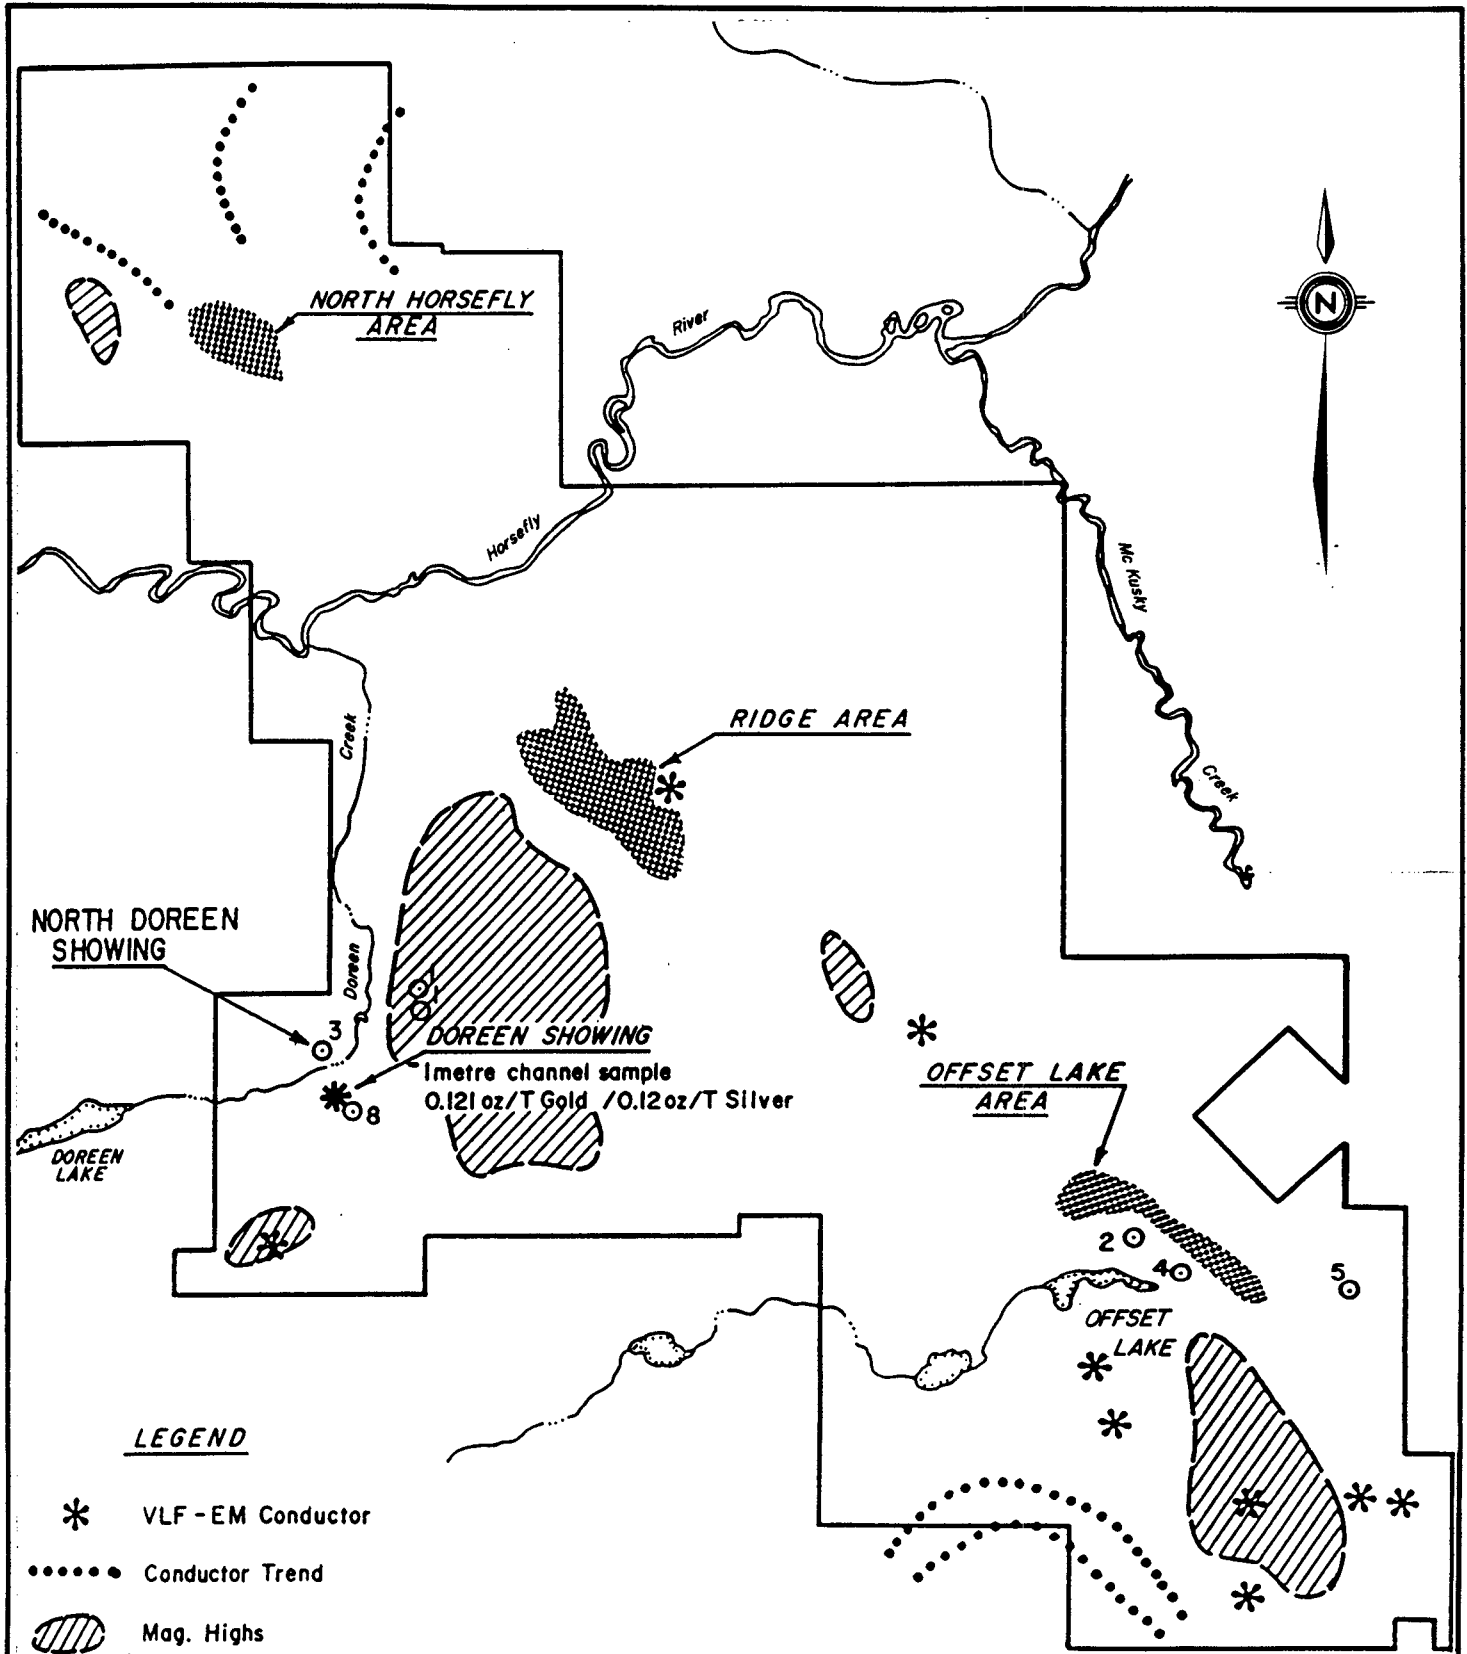 NORTH HORSEFLY
AREA
River
N
Horsefly
Mc Kusky
Creek
RIDGE AREA
Creek
NORTH DOREEN
SHOWING
Doreen
1
3
DOREEN SHOWING
1metre channel sample
0.121 oz/T Gold / 0.12oz/T Silver
8
DOREEN
LAKE
OFFSET LAKE
AREA
2
4
5
OFFSET
LAKE
LEGEND
VLF-EM Conductor
Conductor Trend
Mag. Highs